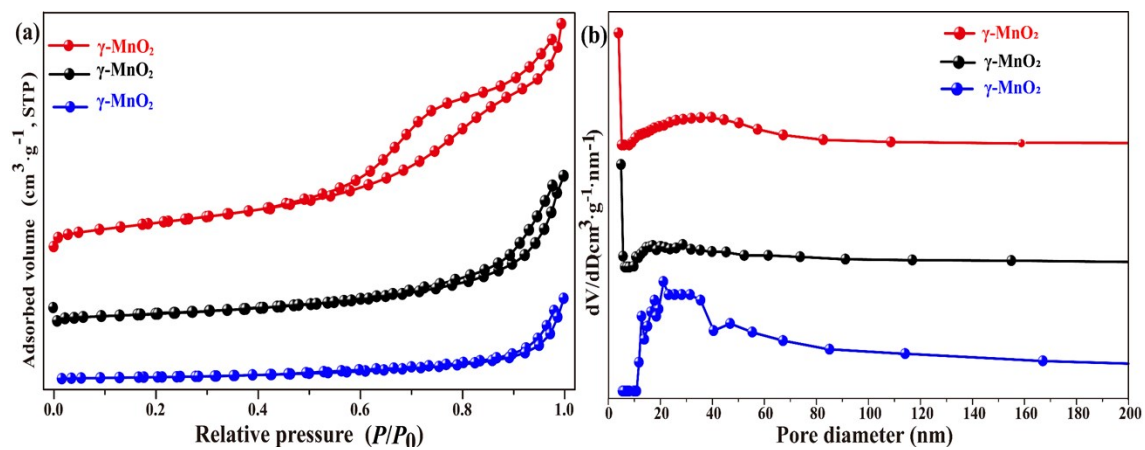 (a)
γ-MnO₂
γ-MnO₂
γ-MnO₂
Adsorbed volume (cm³·g⁻¹, STP)
0.0 0.2 0.4 0.6 0.8 1.0
Relative pressure (P/P₀)
(b)
γ-MnO₂
γ-MnO₂
γ-MnO₂
dV/dD(cm³·g⁻¹·nm⁻¹)
0 20 40 60 80 100 120 140 160 180 200
Pore diameter (nm)